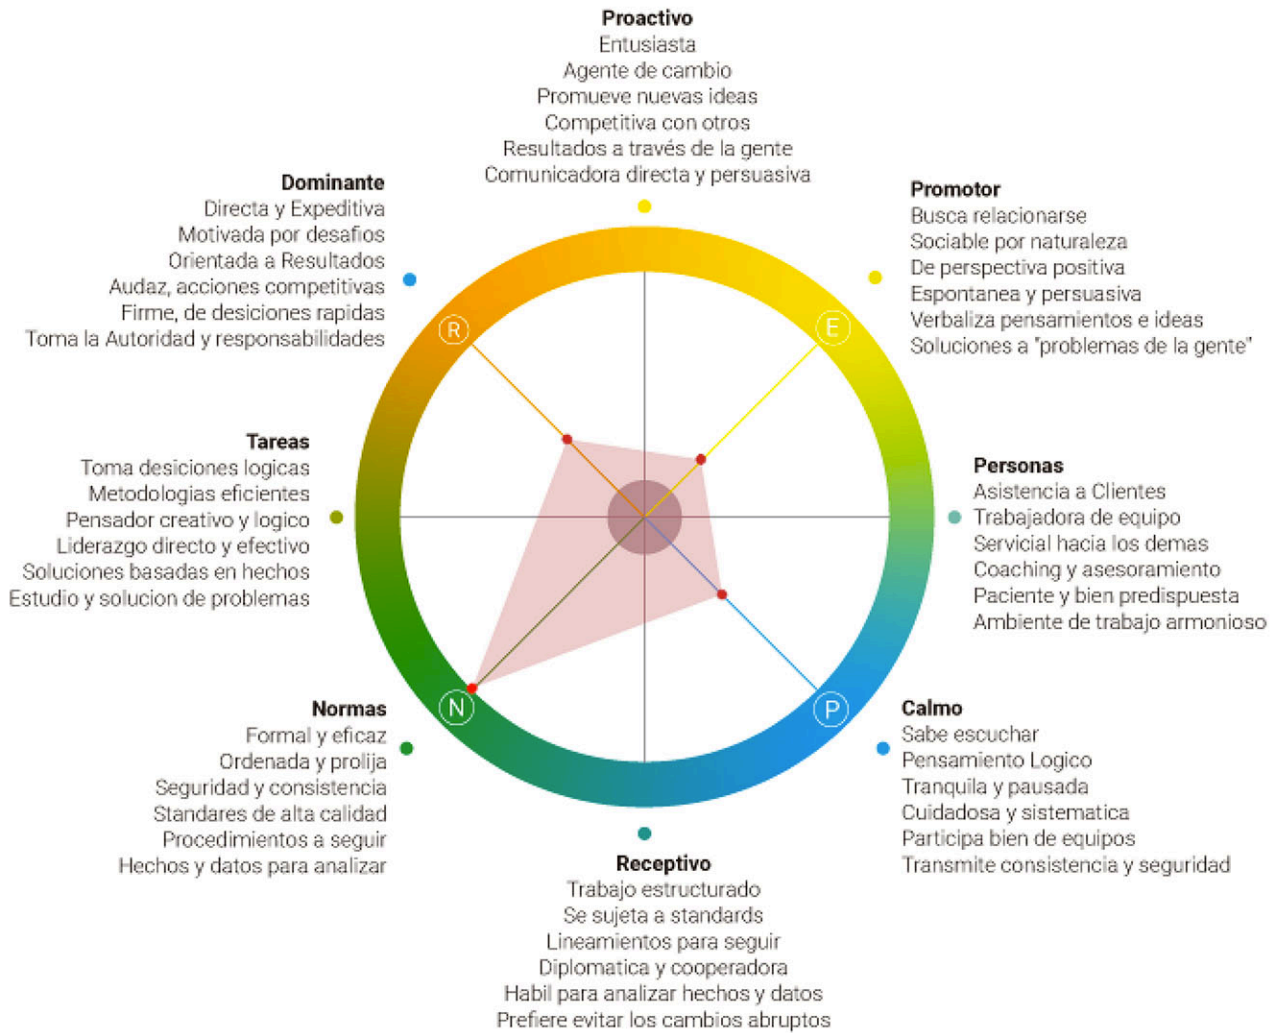 Proactivo
Entusiasta
Agente de cambio
Promueve nuevas ideas
Competitiva con otros
Resultados a través de la gente
Comunicadora directa y persuasiva
Dominante
Directa y Expeditiva
Motivada por desafios
Orientada a Resultados
Audaz, acciones competitivas
Firme, de desiciones rapidas
Toma la Autoridad y responsabilidades
Promotor
Busca relacionarse
Sociable por naturaleza
De perspectiva positiva
Espontanea y persuasiva
Verbaliza pensamientos e ideas
Soluciones a "problemas de la gente"
R
E
Tareas
Toma desiciones logicas
Metodologias eficientes
Pensador creativo y logico
Liderazgo directo y efectivo
Soluciones basadas en hechos
Estudio y solucion de problemas
Personas
Asistencia a Clientes
Trabajadora de equipo
Servicial hacia los demas
Coaching y asesoramiento
Paciente y bien predispuesta
Ambiente de trabajo armonioso
N
P
Normas
Formal y eficaz
Ordenada y prolija
Seguridad y consistencia
Standares de alta calidad
Procedimientos a seguir
Hechos y datos para analizar
Calmo
Sabe escuchar
Pensamiento Logico
Tranquila y pausada
Cuidadosa y sistematica
Participa bien de equipos
Transmite consistencia y seguridad
Receptivo
Trabajo estructurado
Se sujeta a standards
Lineamientos para seguir
Diplomatica y cooperadora
Habil para analizar hechos y datos
Prefiere evitar los cambios abruptos